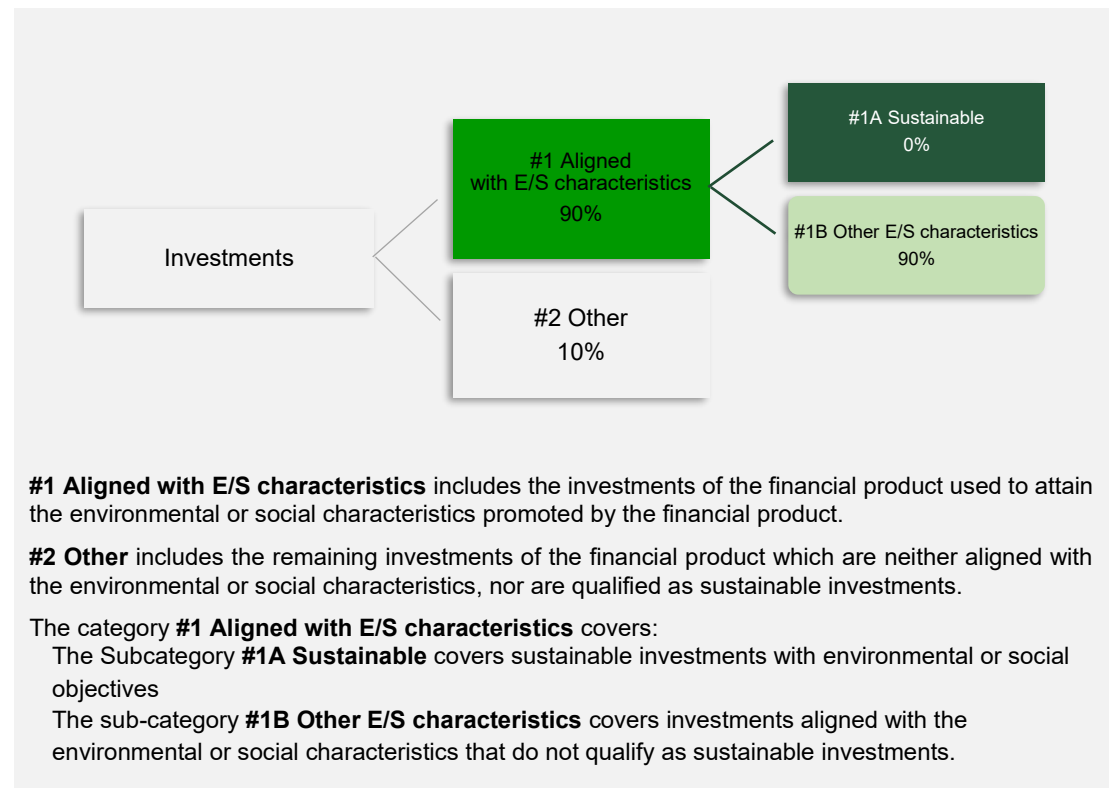 #1A Sustainable
0%
#1 Aligned
with E/S characteristics
90%
#1B Other E/S characteristics
90%
Investments
#2 Other
10%
#1 Aligned with E/S characteristics includes the investments of the financial product used to attain
the environmental or social characteristics promoted by the financial product.
#2 Other includes the remaining investments of the financial product which are neither aligned with
the environmental or social characteristics, nor are qualified as sustainable investments.
The category #1 Aligned with E/S characteristics covers:
The Subcategory #1A Sustainable covers sustainable investments with environmental or social
objectives
The sub-category #1B Other E/S characteristics covers investments aligned with the
environmental or social characteristics that do not qualify as sustainable investments.